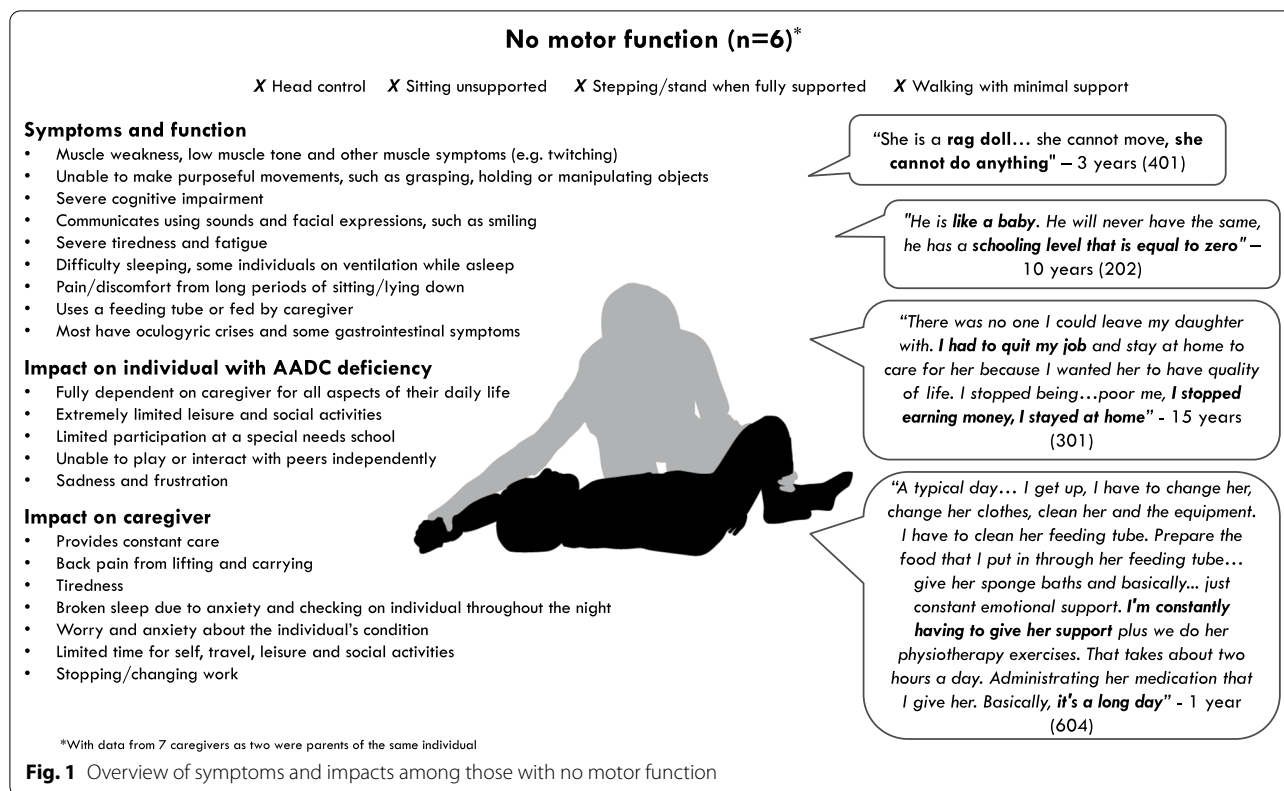 No motor function (n=6)*
X Head control X Sitting unsupported X Stepping/stand when fully supported X Walking with minimal support
Symptoms and function
• Muscle weakness, low muscle tone and other muscle symptoms (e.g. twitching)
• Unable to make purposeful movements, such as grasping, holding or manipulating objects
• Severe cognitive impairment
• Communicates using sounds and facial expressions, such as smiling
• Severe tiredness and fatigue
• Difficulty sleeping, some individuals on ventilation while asleep
• Pain/discomfort from long periods of sitting/lying down
• Uses a feeding tube or fed by caregiver
• Most have oculogyric crises and some gastrointestinal symptoms
Impact on individual with AADC deficiency
• Fully dependent on caregiver for all aspects of their daily life
• Extremely limited leisure and social activities
• Limited participation at a special needs school
• Unable to play or interact with peers independently
• Sadness and frustration
Impact on caregiver
• Provides constant care
• Back pain from lifting and carrying
• Tiredness
• Broken sleep due to anxiety and checking on individual throughout the night
• Worry and anxiety about the individual's condition
• Limited time for self, travel, leisure and social activities
• Stopping/changing work
“She is a rag doll… she cannot move, she
cannot do anything" – 3 years (401)
"He is like a baby. He will never have the same,
he has a schooling level that is equal to zero" –
10 years (202)
“There was no one I could leave my daughter
with. I had to quit my job and stay at home to
care for her because I wanted her to have quality
of life. I stopped being…poor me, I stopped
earning money, I stayed at home” - 15 years
(301)
“A typical day… I get up, I have to change her,
change her clothes, clean her and the equipment.
I have to clean her feeding tube. Prepare the
food that I put in through her feeding tube…
give her sponge baths and basically... just
constant emotional support. I'm constantly
having to give her support plus we do her
physiotherapy exercises. That takes about two
hours a day. Administrating her medication that
I give her. Basically, it's a long day” - 1 year
(604)
*With data from 7 caregivers as two were parents of the same individual
Fig. 1 Overview of symptoms and impacts among those with no motor function